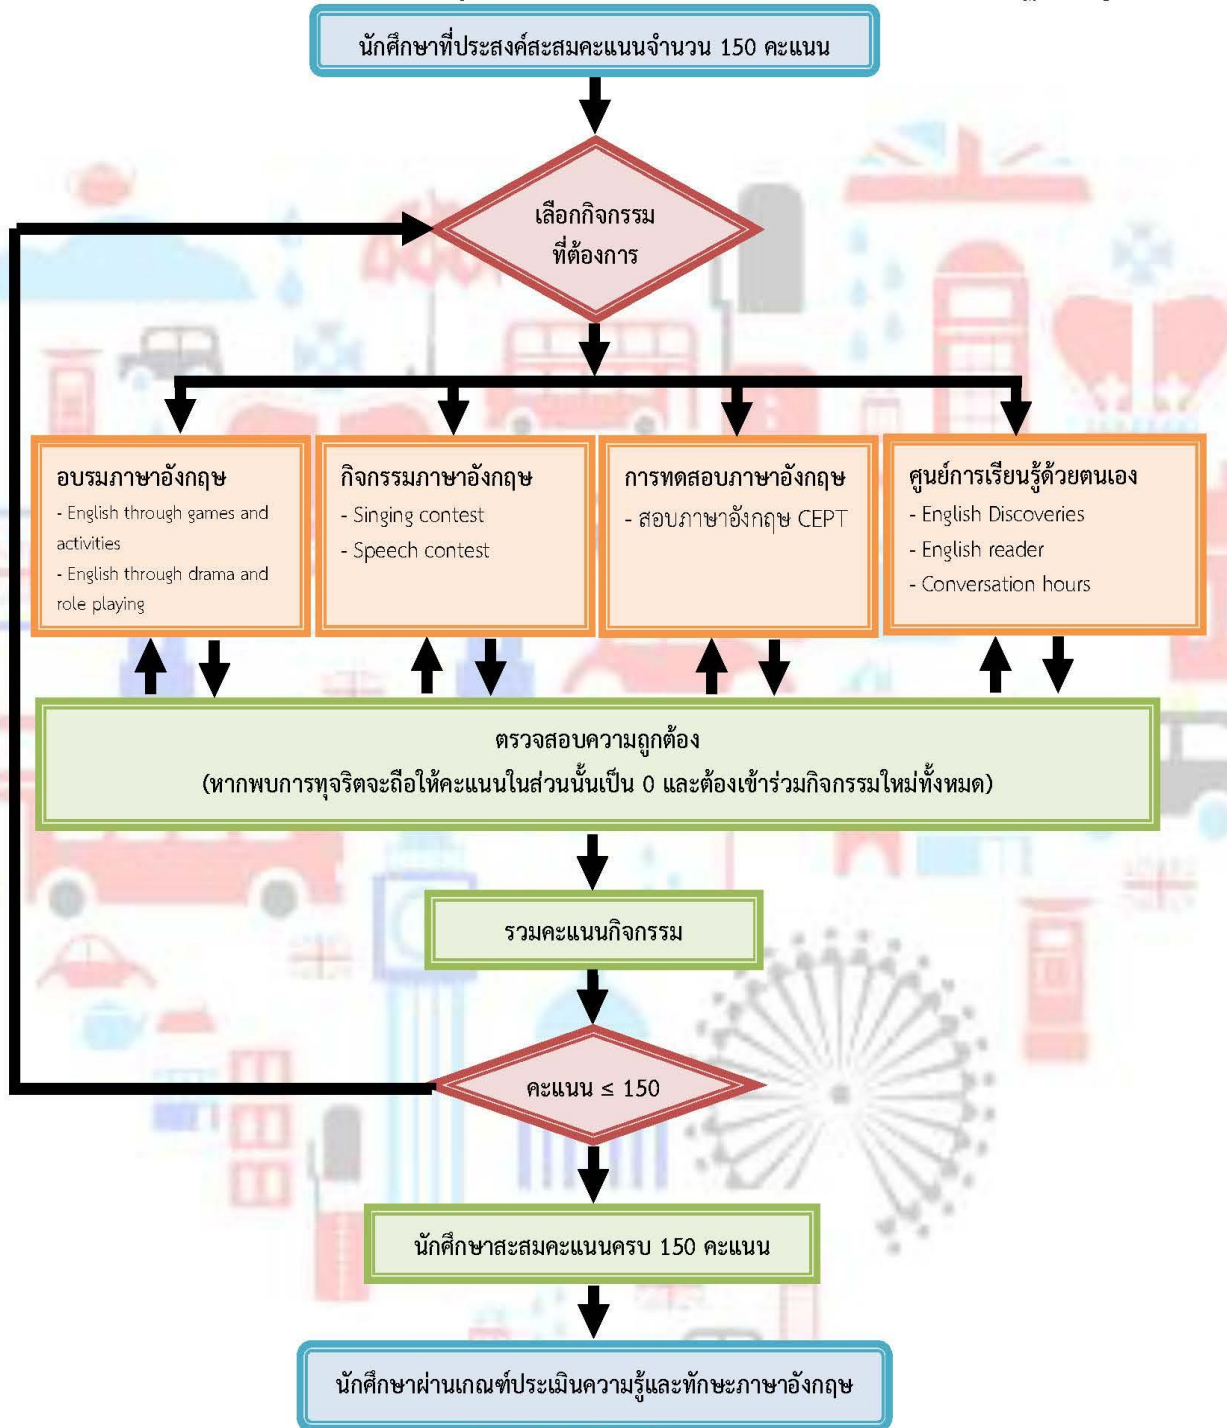 นักศึกษาที่ประสงค์สะสมคะแนนจำนวน 150 คะแนน
เลือกกิจกรรม
ที่ต้องการ
อบรมภาษาอังกฤษ
- English through games and
activities
- English through drama and
role playing
กิจกรรมภาษาอังกฤษ
- Singing contest
- Speech contest
การทดสอบภาษาอังกฤษ
- สอบภาษาอังกฤษ CEPT
ศูนย์การเรียนรู้ด้วยตนเอง
- English Discoveries
- English reader
- Conversation hours
ตรวจสอบความถูกต้อง
(หากพบการทุจริตจะถือให้คะแนนในส่วนนั้นเป็น 0 และต้องเข้าร่วมกิจกรรมใหม่ทั้งหมด)
รวมคะแนนกิจกรรม
คะแนน ≤ 150
นักศึกษาสะสมคะแนนครบ 150 คะแนน
นักศึกษาผ่านเกณฑ์ประเมินความรู้และทักษะภาษาอังกฤษ